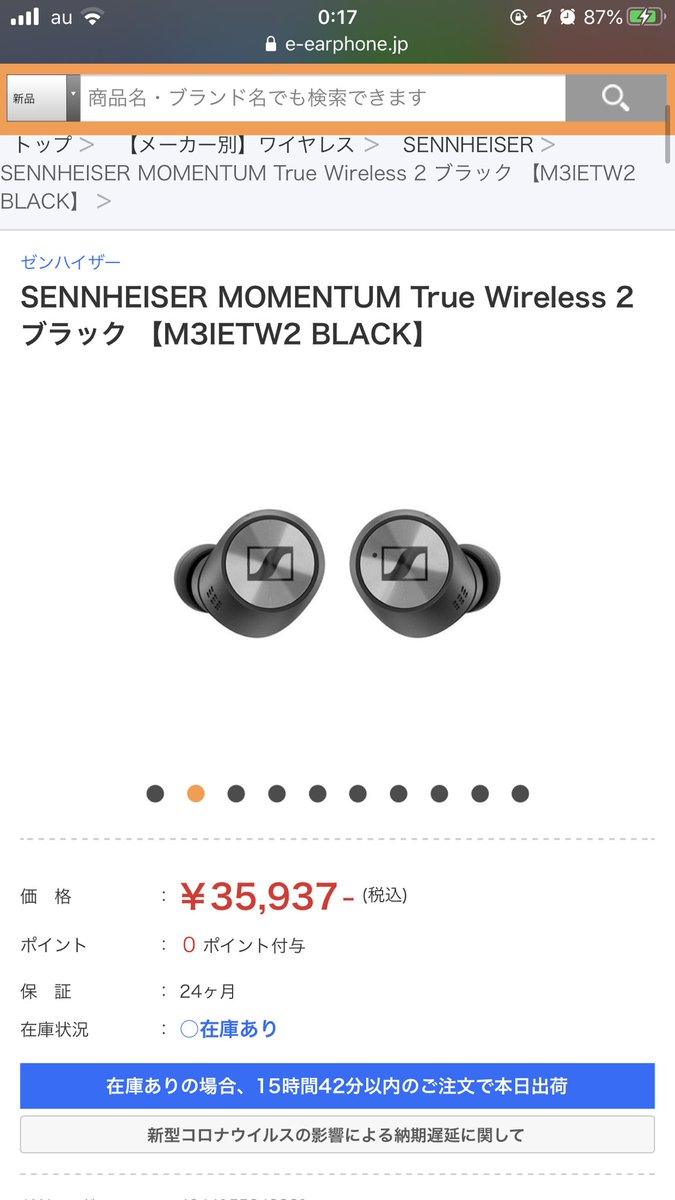 au 0:17 87%
e-earphone.jp
新品 商品名・ブランド名でも検索できます
トップ > 【メーカー別】ワイヤレス > SENNHEISER >
SENNHEISER MOMENTUM True Wireless 2 ブラック 【M3IETW2
BLACK】 >
ゼンハイザー
SENNHEISER MOMENTUM True Wireless 2
ブラック 【M3IETW2 BLACK】
価 格 : ¥35,937- (税込)
ポイント : 0 ポイント付与
保 証 : 24ヶ月
在庫状況 : ○在庫あり
在庫ありの場合、15時間42分以内のご注文で本日出荷
新型コロナウイルスの影響による納期遅延に関して